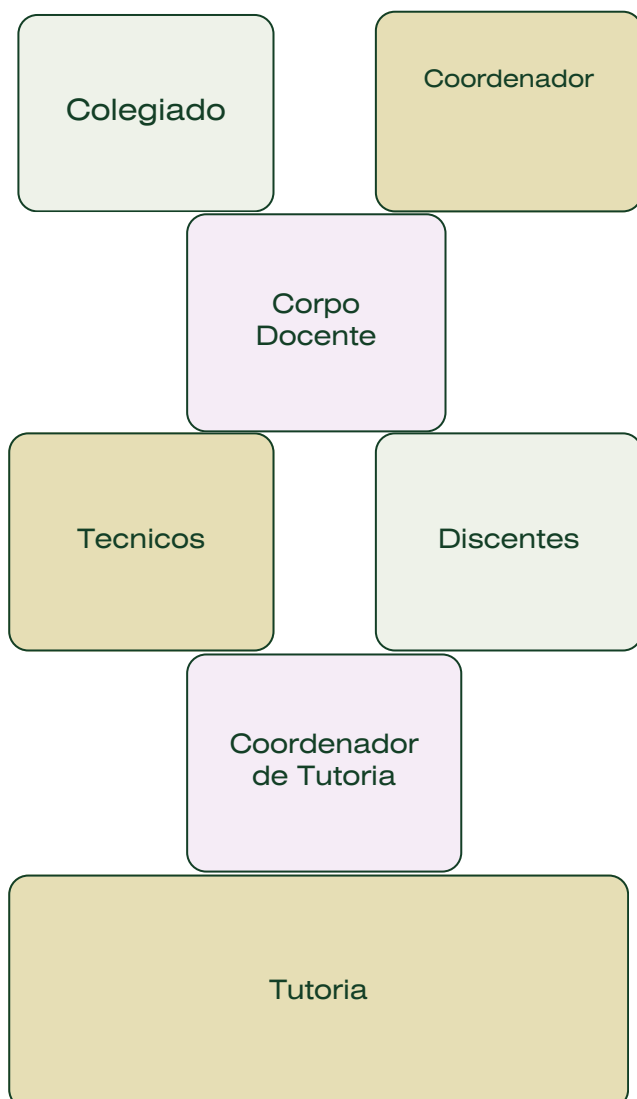 Colegiado
Coordenador
Corpo
Docente
Tecnicos
Discentes
Coordenador
de Tutoria
Tutoria